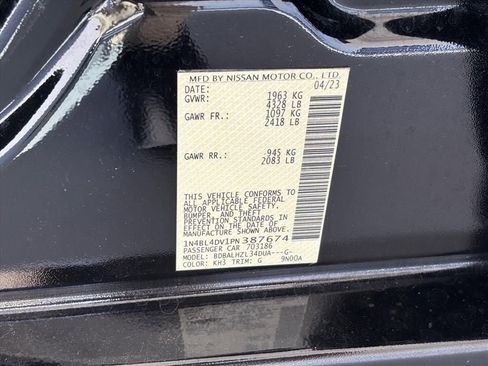 MFD BY NISSAN MOTOR CO., LTD.
DATE: 04/23
GVWR: 1963 KG
4328 LB
GAWR FR.: 1097 KG
2418 LB
GAWR RR.: 945 KG
2083 LB
THIS VEHICLE CONFORMS TO
ALL APPLICABLE FEDERAL
MOTOR VEHICLE SAFETY,
BUMPER, AND THEFT
PREVENTION STANDARDS IN
EFFECT ON THE DATE OF
MANUFACTURE SHOWN ABOVE.
1N4BL4DV1PN387674
PASSENGER CAR 703186
MODEL: BDBALHZL34DUA---G-
COLOR: KH3 TRIM: G 9N00A